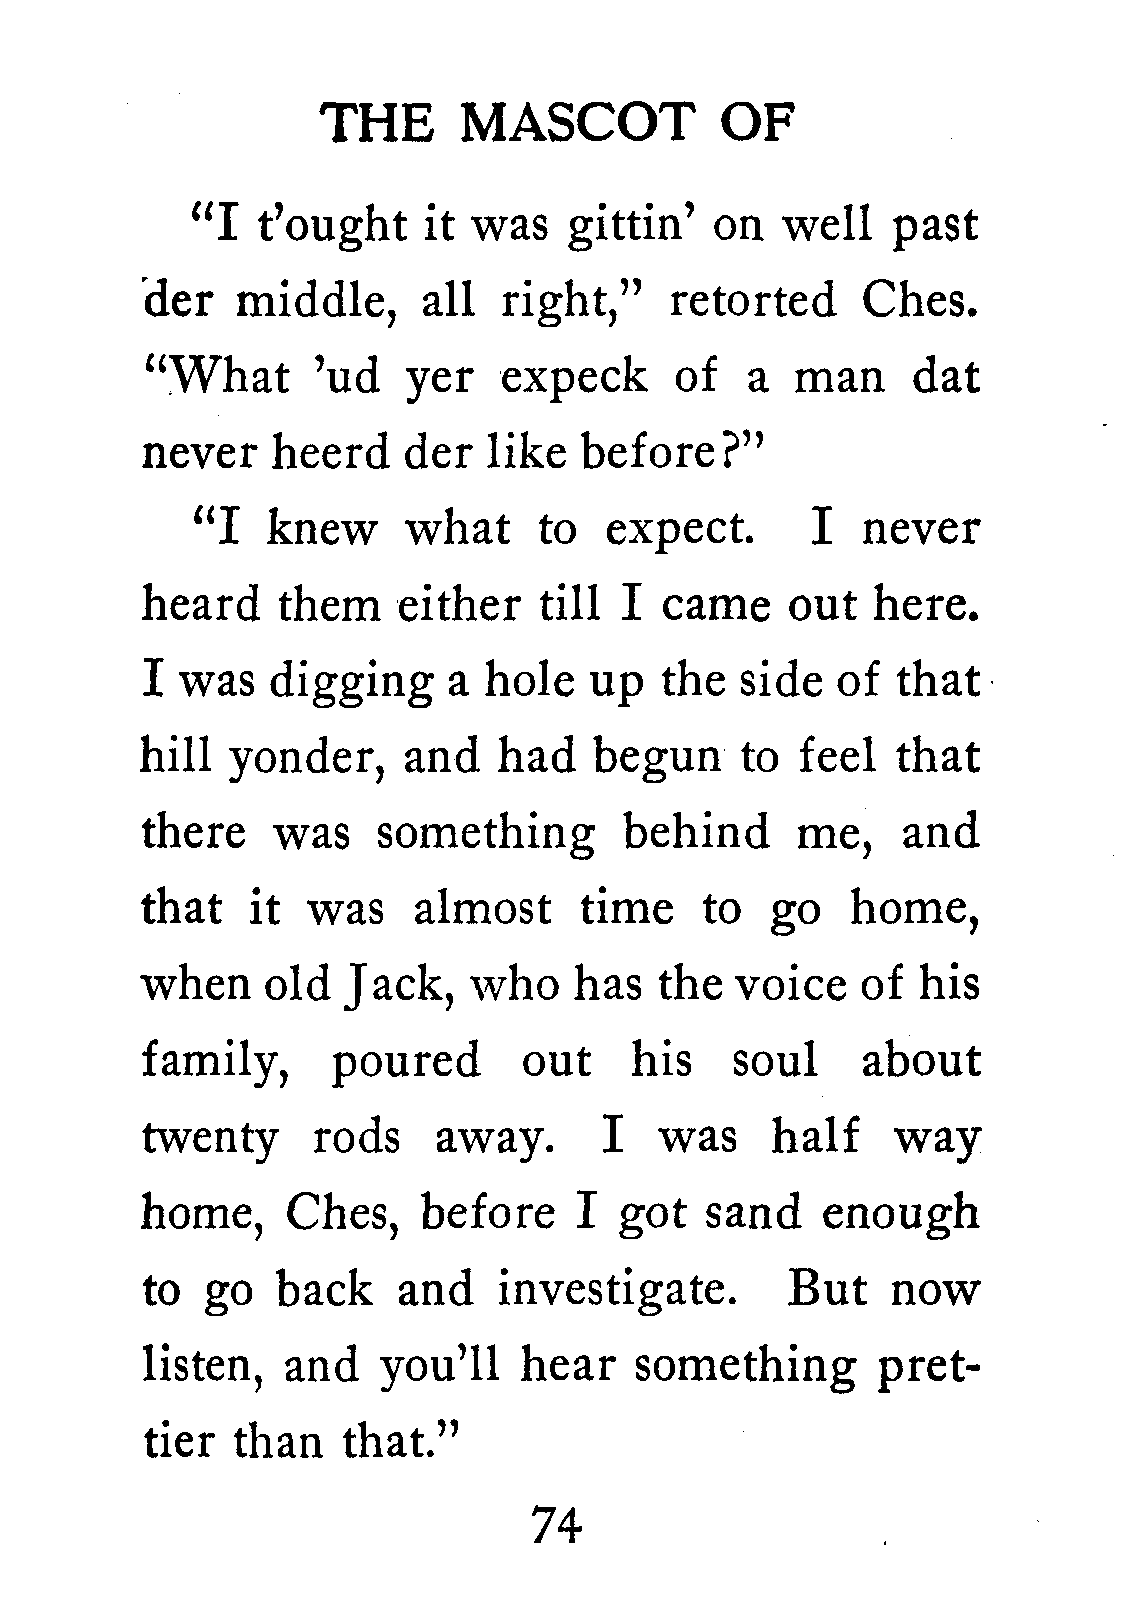 THE MASCOT OF
“I t’ought it was gittin’ on well past
der middle, all right,” retorted Ches.
“What ’ud yer expeck of a man dat
never heerd der like before?”
“I knew what to expect. I never
heard them either till I came out here.
I was digging a hole up the side of that
hill yonder, and had begun to feel that
there was something behind me, and
that it was almost time to go home,
when old Jack, who has the voice of his
family, poured out his soul about
twenty rods away. I was half way
home, Ches, before I got sand enough
to go back and investigate. But now
listen, and you’ll hear something pret-
tier than that.”
74